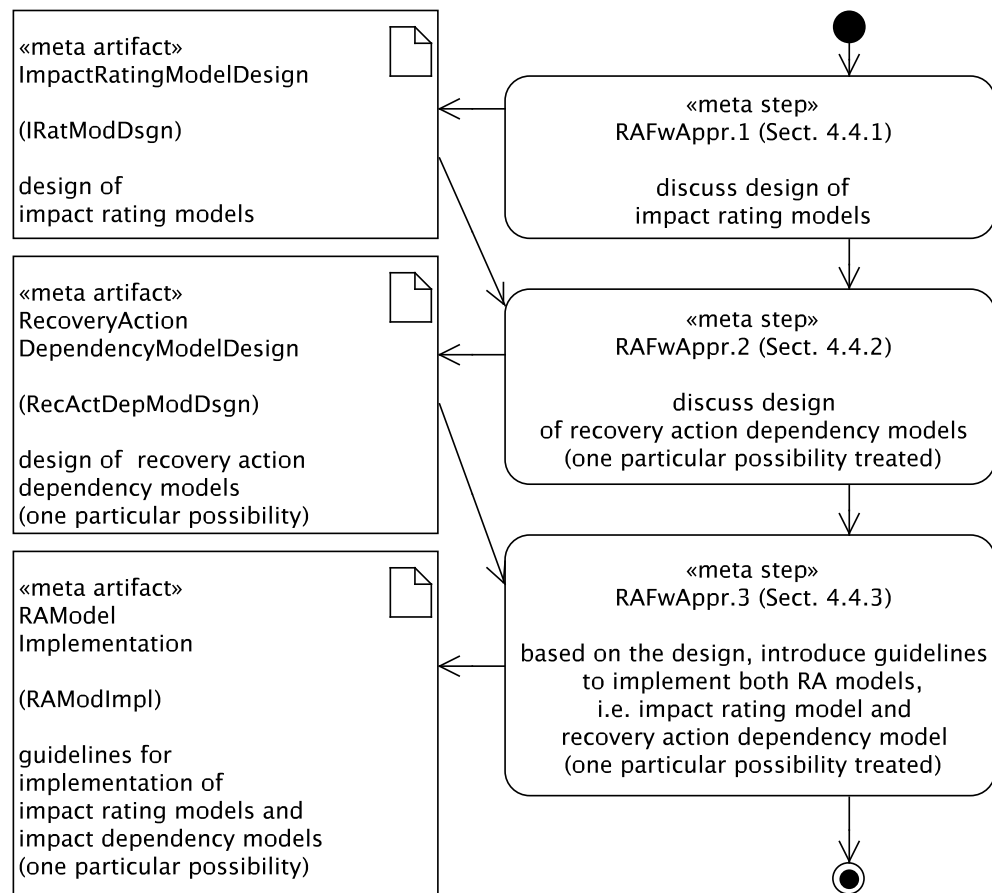 «meta artifact»
ImpactRatingModelDesign
(IRatModDsgn)
design of
impact rating models
«meta step»
RAFwAppr.1 (Sect. 4.4.1)
discuss design of
impact rating models
«meta artifact»
RecoveryAction
DependencyModelDesign
(RecActDepModDsgn)
design of  recovery action
dependency models
(one particular possibility)
«meta step»
RAFwAppr.2 (Sect. 4.4.2)
discuss design
of recovery action dependency models
(one particular possibility treated)
«meta artifact»
RAModel
Implementation
(RAModImpl)
guidelines for
implementation of
impact rating models and
impact dependency models
(one particular possibility)
«meta step»
RAFwAppr.3 (Sect. 4.4.3)
based on the design, introduce guidelines
to implement both RA models,
i.e. impact rating model and
recovery action dependency model
(one particular possibility treated)